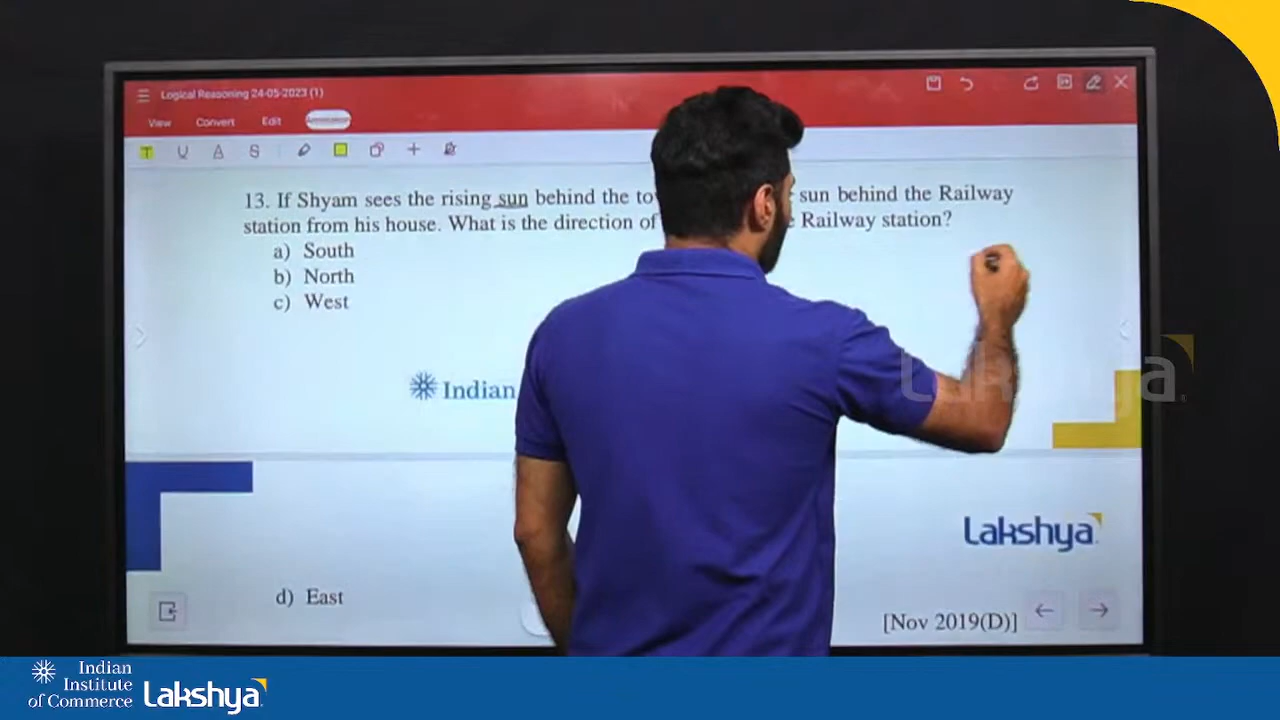 Logical Reasoning 24-05-2023 (1)
View Convert Edit
T U A S
13. If Shyam sees the rising sun behind the sun behind the Railway
station from his house. What is the direction of Railway station?
a) South
b) North
c) West
Indian
Lakshya
Lakshya
d) East
[Nov 2019(D)]
Indian
Institute
of Commerce
Lakshya